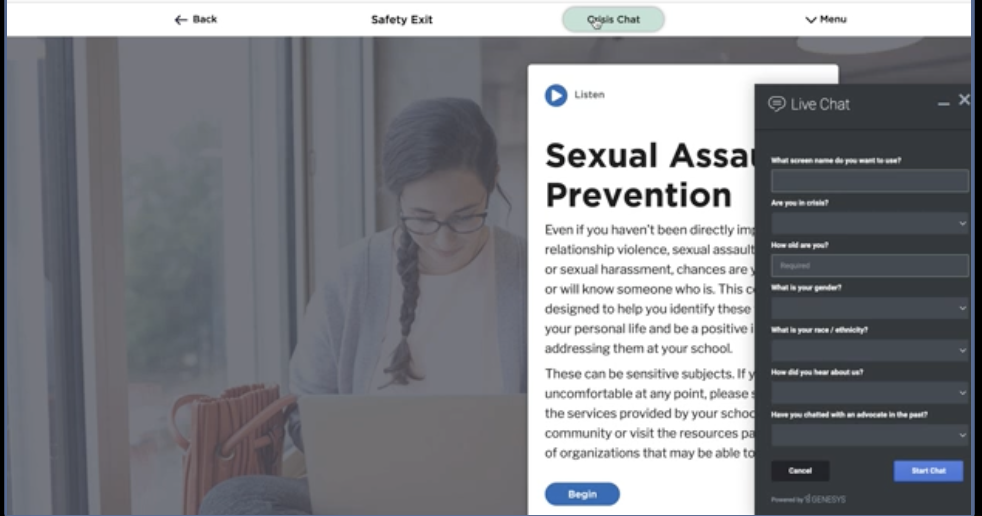 Back
Safety Exit
Crisis Chat
Menu
Listen
Live Chat
Sexual Assau
Prevention
Even if you haven't been directly imp
relationship violence, sexual assault
or sexual harassment, chances are y
or will know someone who is. This c
designed to help you identify these
your personal life and be a positive i
addressing them at your school.
These can be sensitive subjects. If y
uncomfortable at any point, please s
the services provided by your schoo
community or visit the resources pa
of organizations that may be able to
Begin
What screen name do you want to use?
Are you in crisis?
How old are you?
Required
What is your gender?
What is your race / ethnicity?
How did you hear about us?
Have you chatted with an advocate in the past?
Cancel
Start Chat
Powered by GENESYS